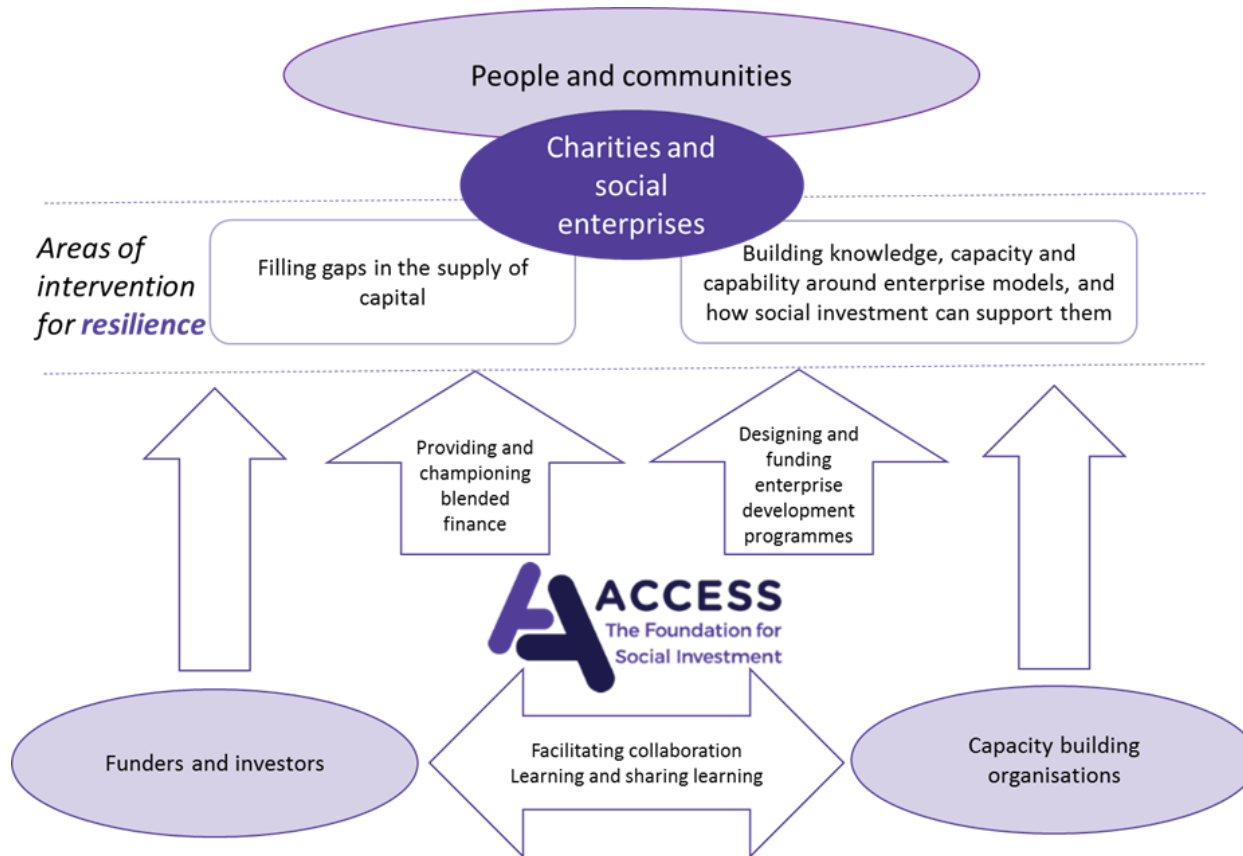 People and communities
Charities and
social
enterprises
Areas of
intervention
for resilience
Filling gaps in the supply of
capital
Building knowledge, capacity and
capability around enterprise models, and
how social investment can support them
Providing and
championing
blended
finance
Designing and
funding
enterprise
development
programmes
ACCESS
The Foundation for
Social Investment
Funders and investors
Facilitating collaboration
Learning and sharing learning
Capacity building
organisations